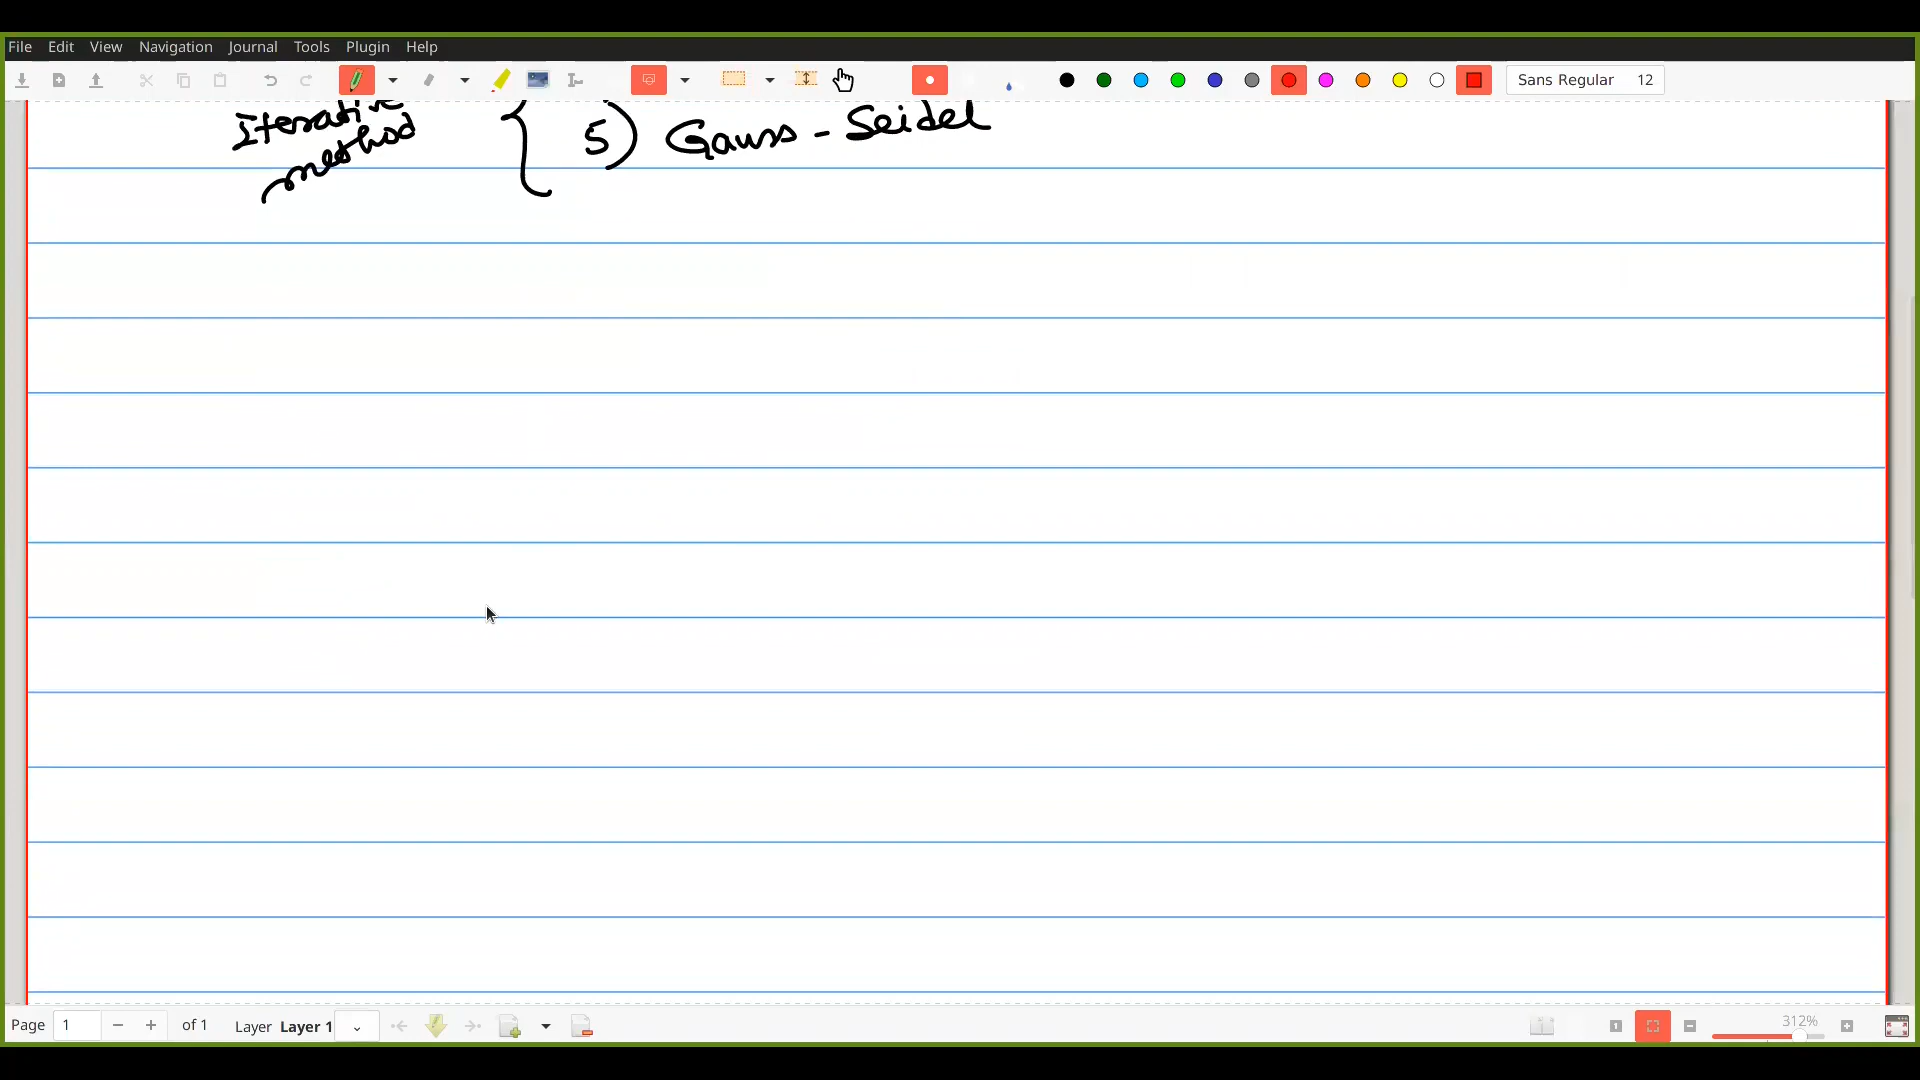 File Edit View Navigation Journal Tools Plugin Help
Sans Regular 12
Iterative
method
5) Gauss - Seidel
Page 1 of 1 Layer Layer 1 312%